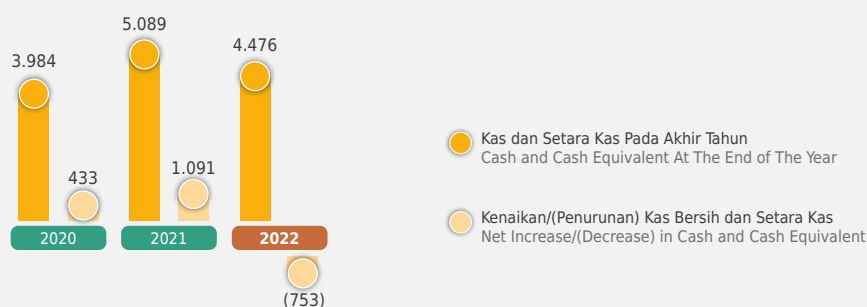 5.089
4.476
3.984
1.091
433
2020
2021
2022
(753)
Kas dan Setara Kas Pada Akhir Tahun
Cash and Cash Equivalent At The End of The Year
Kenaikan/(Penurunan) Kas Bersih dan Setara Kas
Net Increase/(Decrease) in Cash and Cash Equivalent